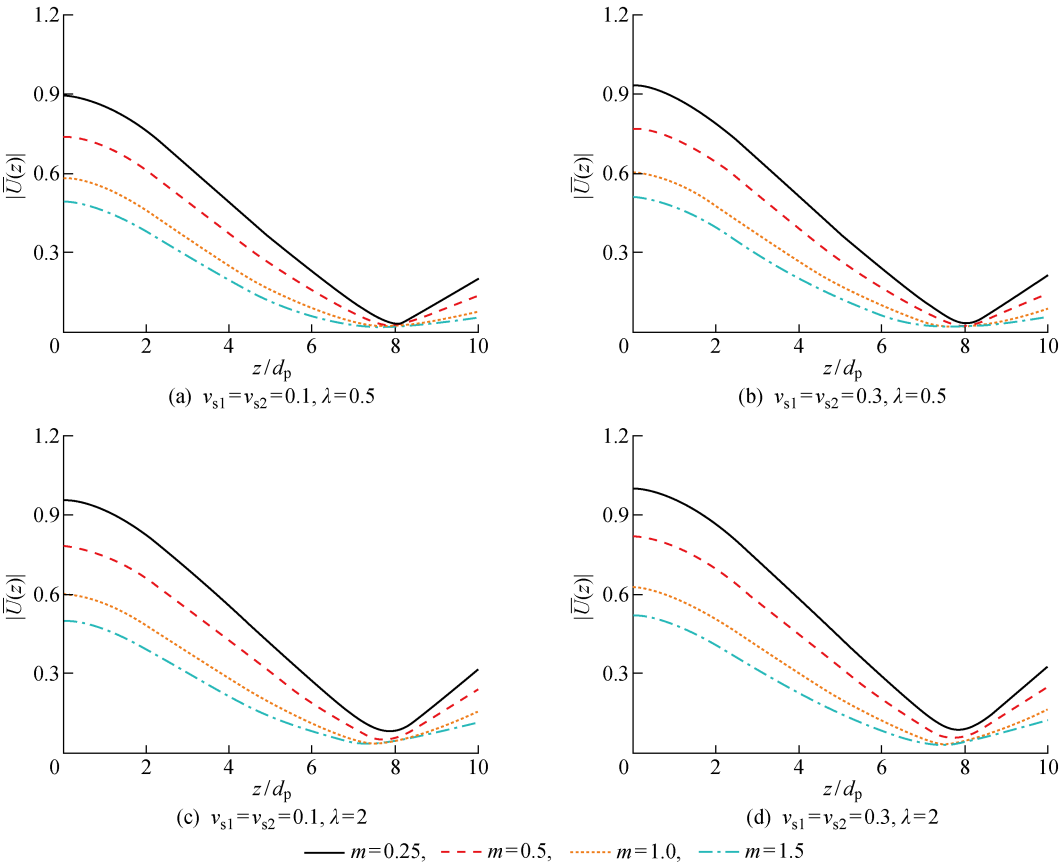 1.2
0.9
0.6
0.3
|U̅(z)|
0 2 4 6 8 10
z/dₚ
(a) vₛ₁=vₛ₂=0.1, λ=0.5
1.2
0.9
0.6
0.3
|U̅(z)|
0 2 4 6 8 10
z/dₚ
(b) vₛ₁=vₛ₂=0.3, λ=0.5
1.2
0.9
0.6
0.3
|U̅(z)|
0 2 4 6 8 10
z/dₚ
(c) vₛ₁=vₛ₂=0.1, λ=2
1.2
0.9
0.6
0.3
|U̅(z)|
0 2 4 6 8 10
z/dₚ
(d) vₛ₁=vₛ₂=0.3, λ=2
m=0.25, m=0.5, m=1.0, m=1.5